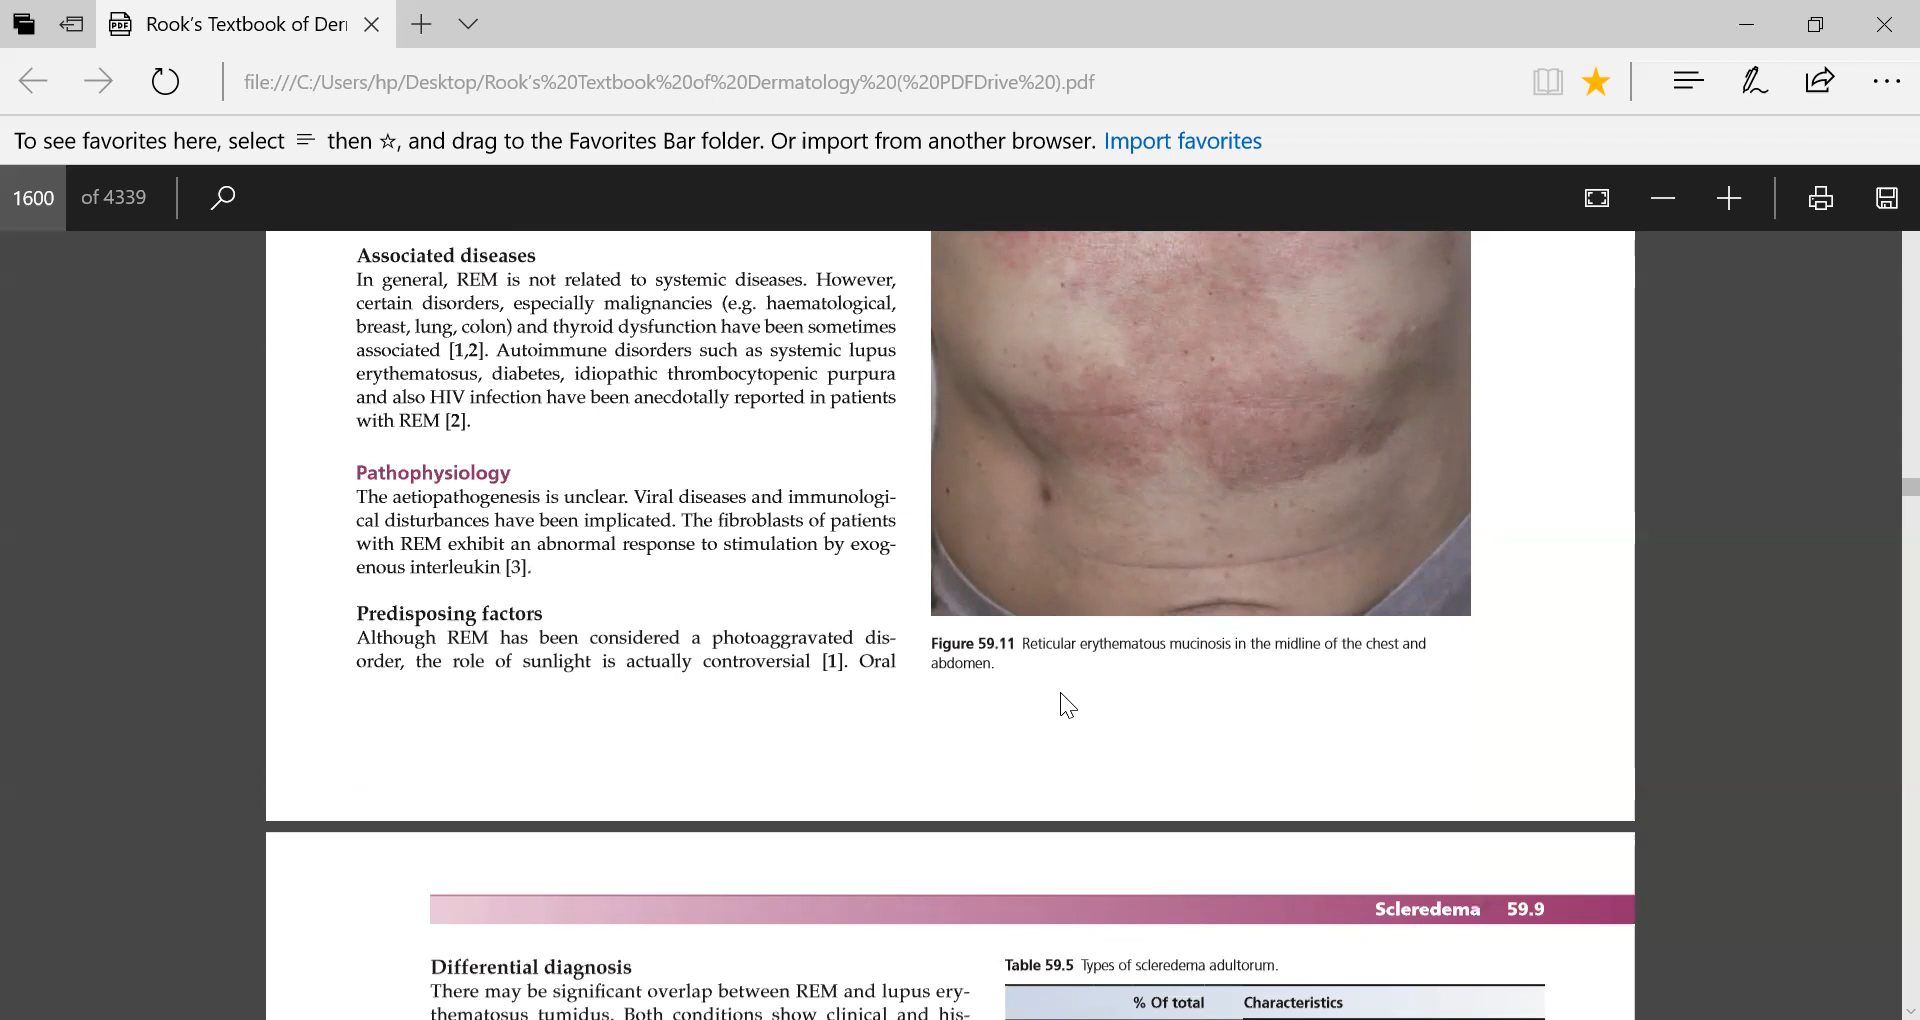 Rook's Textbook of Der
file:///C:/Users/hp/Desktop/Rook's%20Textbook%20of%20Dermatology%20(%20PDFDrive%20).pdf
To see favorites here, select then ☆, and drag to the Favorites Bar folder. Or import from another browser. Import favorites
1600 of 4339
Associated diseases
In general, REM is not related to systemic diseases. However,
certain disorders, especially malignancies (e.g. haematological,
breast, lung, colon) and thyroid dysfunction have been sometimes
associated [1,2]. Autoimmune disorders such as systemic lupus
erythematosus, diabetes, idiopathic thrombocytopenic purpura
and also HIV infection have been anecdotally reported in patients
with REM [2].
Pathophysiology
The aetiopathogenesis is unclear. Viral diseases and immunologi-
cal disturbances have been implicated. The fibroblasts of patients
with REM exhibit an abnormal response to stimulation by exog-
enous interleukin [3].
Predisposing factors
Although REM has been considered a photoaggravated dis-
order, the role of sunlight is actually controversial [1]. Oral
Figure 59.11 Reticular erythematous mucinosis in the midline of the chest and
abdomen.
Scleredema 59.9
Differential diagnosis
There may be significant overlap between REM and lupus ery-
thematosus tumidus. Both conditions show clinical and his-
Table 59.5 Types of scleredema adultorum.
% Of total Characteristics